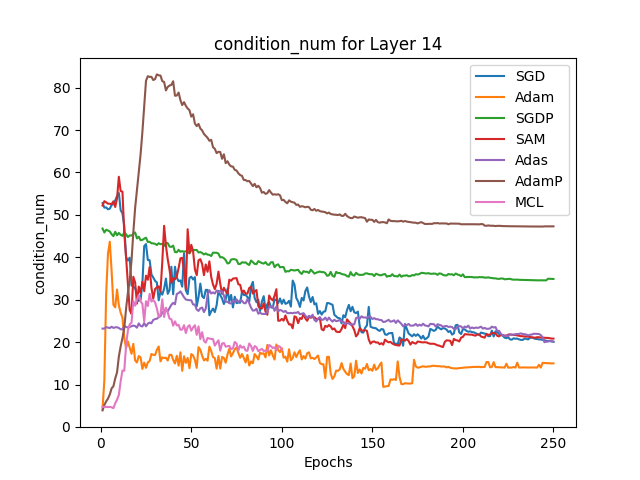 condition_num for Layer 14
condition_num
80
70
60
50
40
30
20
10
0
0 50 100 150 200 250
Epochs
SGD
Adam
SGDP
SAM
Adas
AdamP
MCL